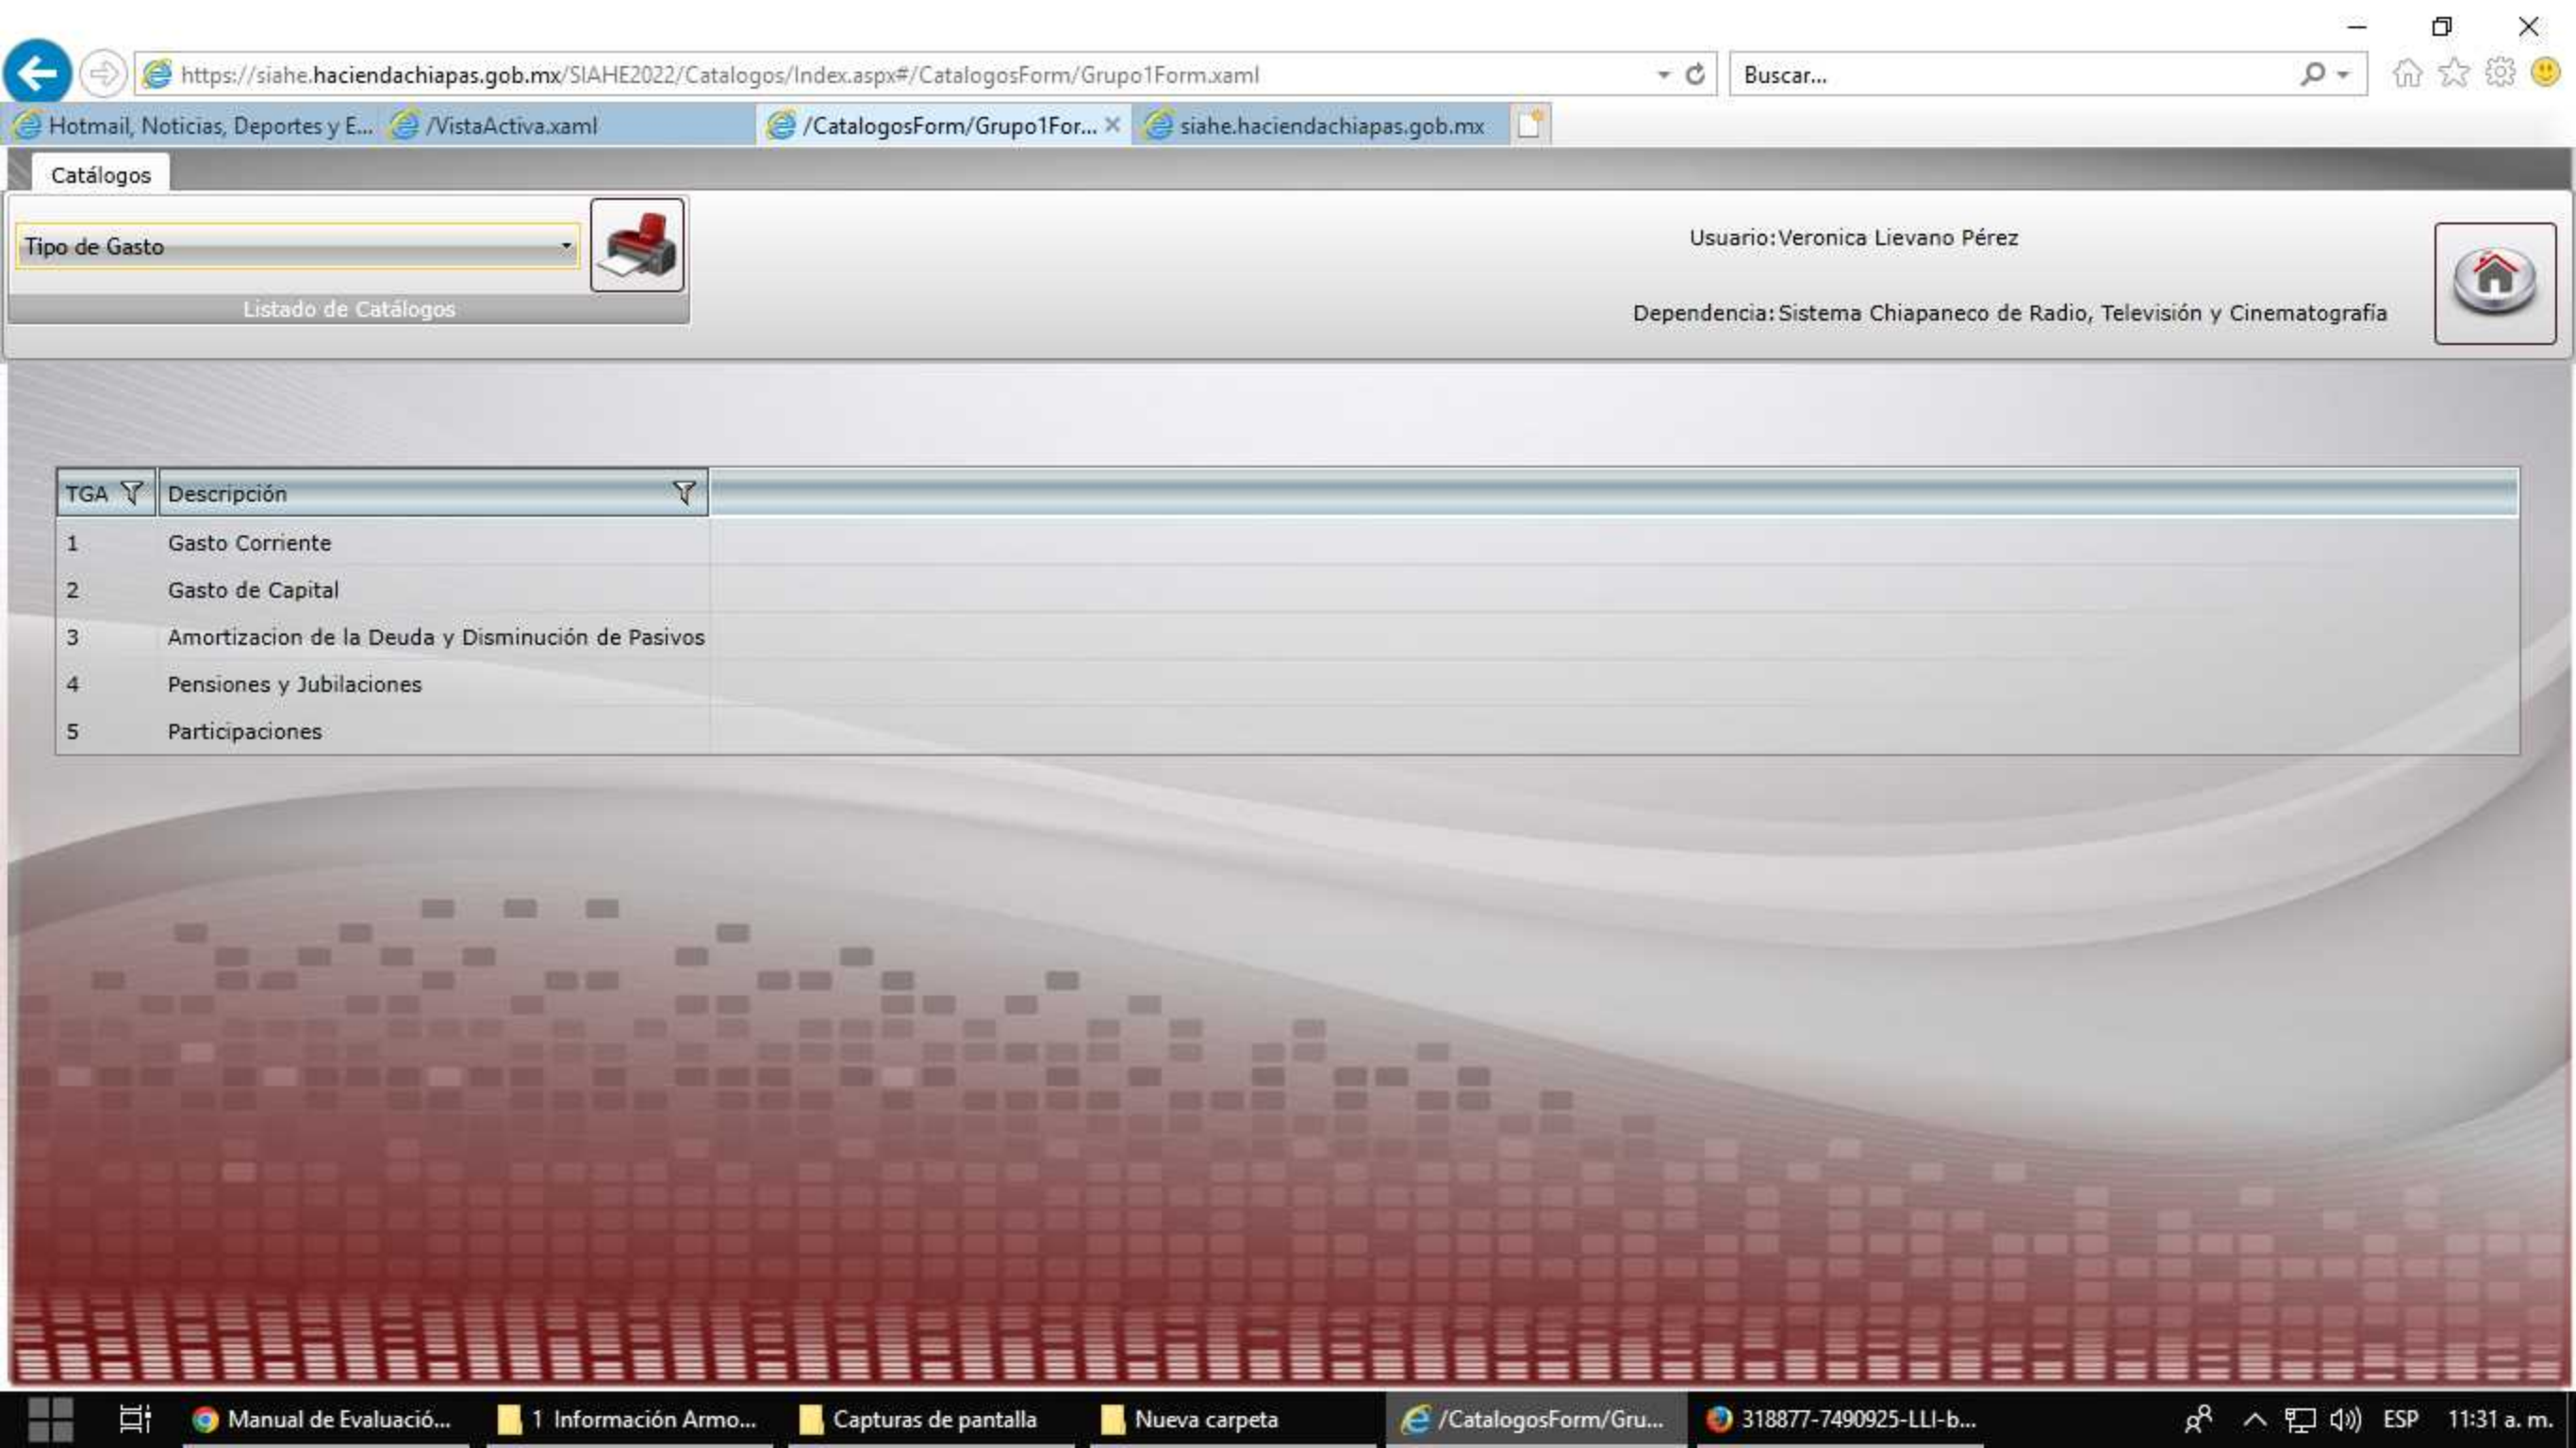 https://siahe.haciendachiapas.gob.mx/SIAHE2022/Catalogos/Index.aspx#/CatalogosForm/Grupo1Form.xaml
Buscar...
Hotmail, Noticias, Deportes y E...
/VistaActiva.xaml
/CatalogosForm/Grupo1For...
siahe.haciendachiapas.gob.mx
Catálogos
Tipo de Gasto
Listado de Catálogos
Usuario: Veronica Lievano Pérez
Dependencia: Sistema Chiapaneco de Radio, Televisión y Cinematografía
TGA Descripción
1 Gasto Corriente
2 Gasto de Capital
3 Amortizacion de la Deuda y Disminución de Pasivos
4 Pensiones y Jubilaciones
5 Participaciones
Manual de Evaluació...
1 Información Armo...
Capturas de pantalla
Nueva carpeta
/CatalogosForm/Gru...
318877-7490925-LLI-b...
ESP
11:31 a. m.